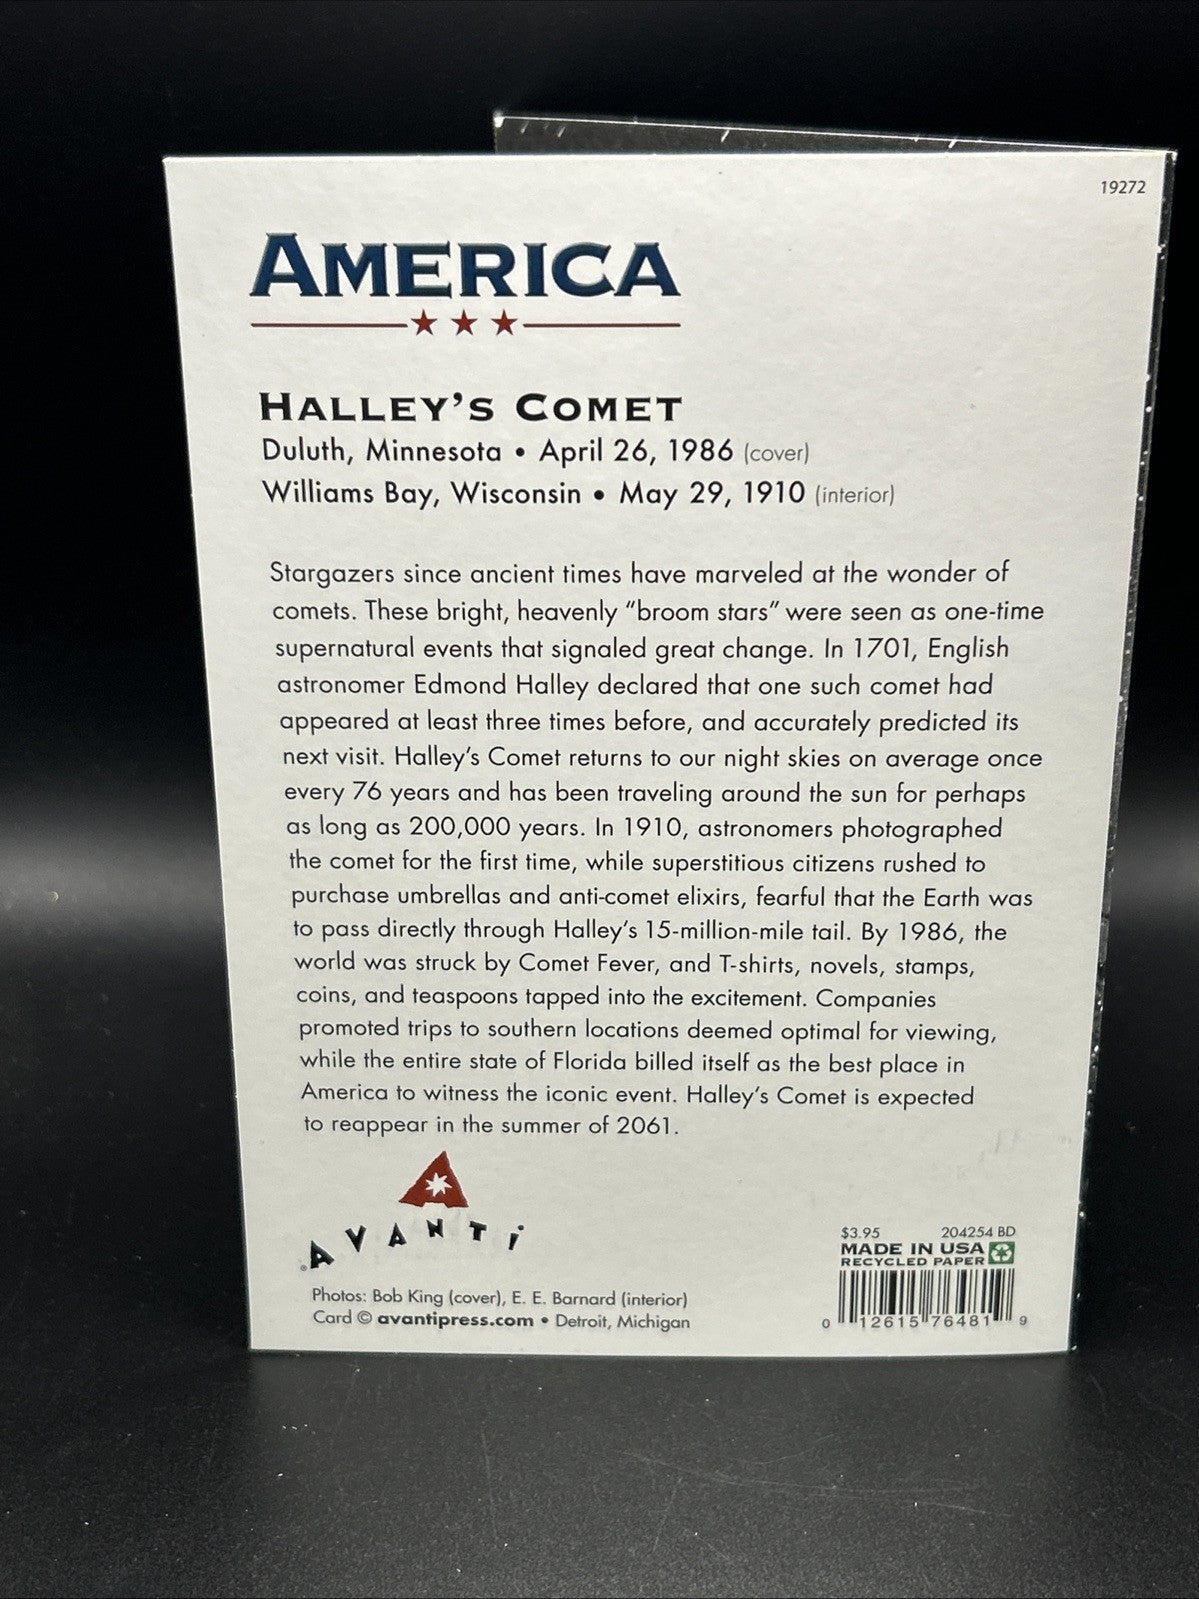 19272
AMERICA
HALLEY'S COMET
Duluth, Minnesota • April 26, 1986 (cover)
Williams Bay, Wisconsin • May 29, 1910 (interior)
Stargazers since ancient times have marveled at the wonder of
comets. These bright, heavenly “broom stars” were seen as one-time
supernatural events that signaled great change. In 1701, English
astronomer Edmond Halley declared that one such comet had
appeared at least three times before, and accurately predicted its
next visit. Halley's Comet returns to our night skies on average once
every 76 years and has been traveling around the sun for perhaps
as long as 200,000 years. In 1910, astronomers photographed
the comet for the first time, while superstitious citizens rushed to
purchase umbrellas and anti-comet elixirs, fearful that the Earth was
to pass directly through Halley's 15-million-mile tail. By 1986, the
world was struck by Comet Fever, and T-shirts, novels, stamps,
coins, and teaspoons tapped into the excitement. Companies
promoted trips to southern locations deemed optimal for viewing,
while the entire state of Florida billed itself as the best place in
America to witness the iconic event. Halley's Comet is expected
to reappear in the summer of 2061.
®AVANTi
Photos: Bob King (cover), E. E. Barnard (interior)
Card © avantipress.com • Detroit, Michigan
$3.95 204254 BD
MADE IN USA
RECYCLED PAPER
0 12615 76481 9